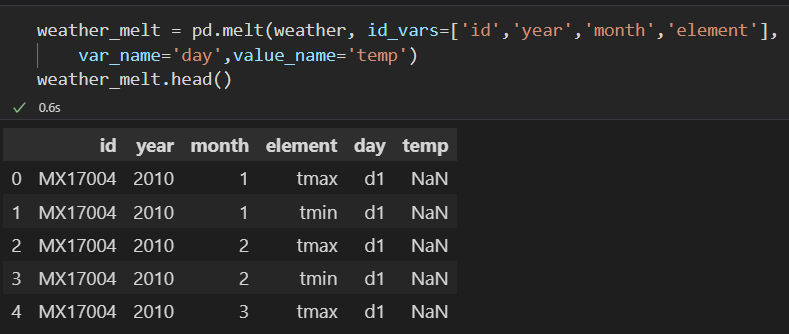 weather_melt = pd.melt(weather, id_vars=['id','year','month','element'],
var_name='day',value_name='temp')
weather_melt.head()
0.6s
id year month element day temp
0 MX17004 2010 1 tmax d1 NaN
1 MX17004 2010 1 tmin d1 NaN
2 MX17004 2010 2 tmax d1 NaN
3 MX17004 2010 2 tmin d1 NaN
4 MX17004 2010 3 tmax d1 NaN